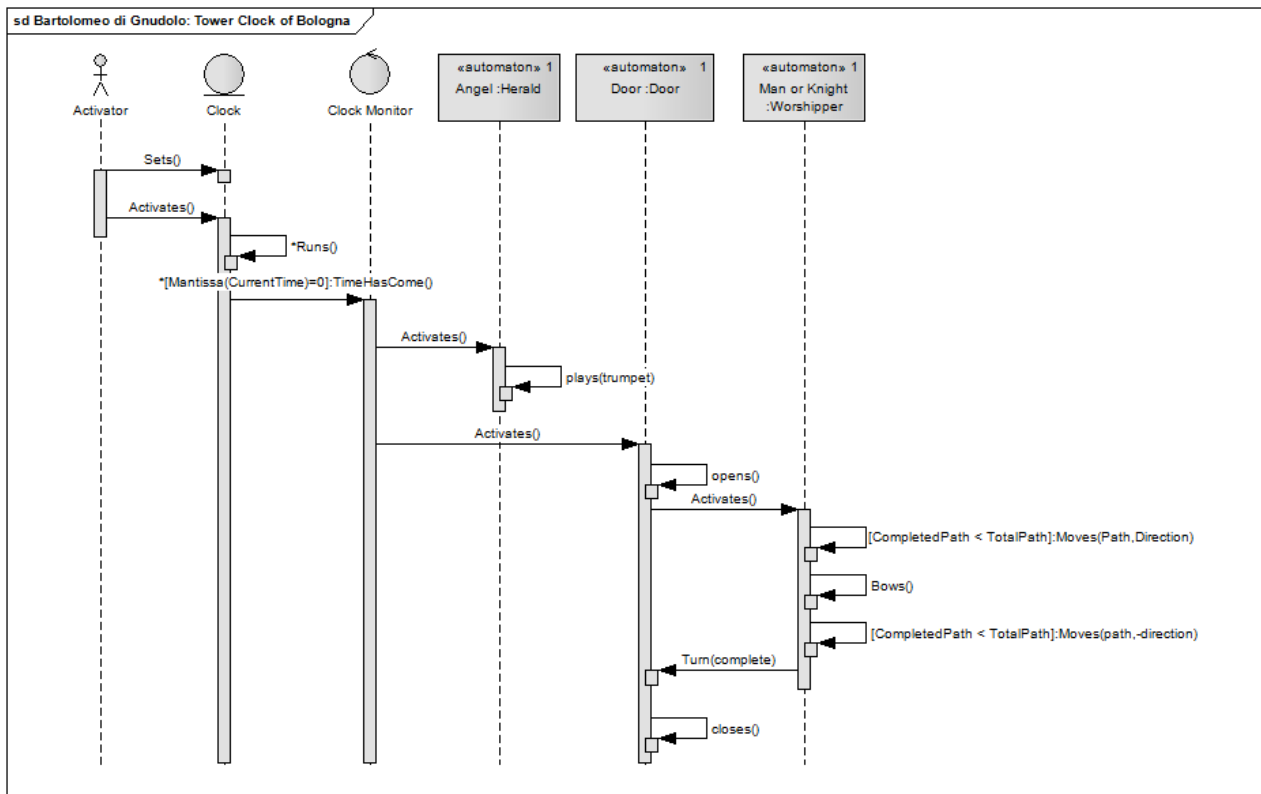 sd Bartolomeo di Gnudolo: Tower Clock of Bologna
Activator
Clock
Clock Monitor
«automaton» 1
Angel :Herald
«automaton» 1
Door :Door
«automaton» 1
Man or Knight
:Worshipper
Sets()
Activates()
*Runs()
*[Mantissa(CurrentTime)=0]:TimeHasCome()
Activates()
plays(trumpet)
Activates()
opens()
Activates()
[CompletedPath < TotalPath]:Moves(Path,Direction)
Bows()
[CompletedPath < TotalPath]:Moves(path,-direction)
Turn(complete)
closes()